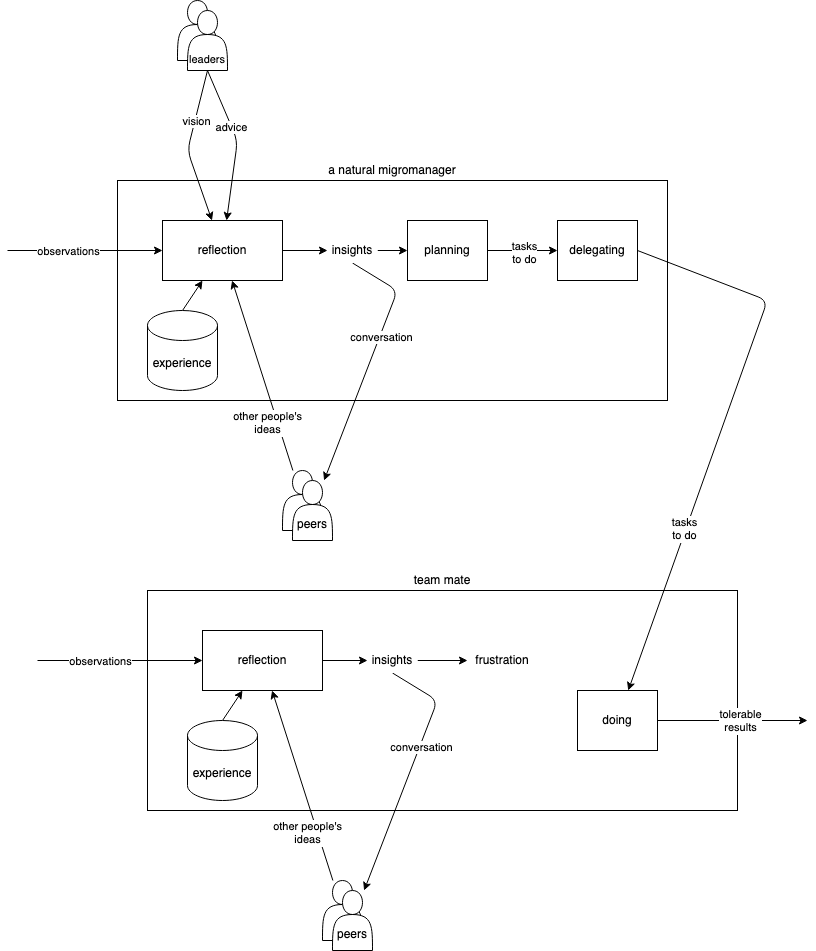 leaders
vision
advice
a natural migromanager
observations
reflection
insights
planning
tasks
to do
delegating
experience
conversation
other people's
ideas
peers
tasks
to do
team mate
observations
reflection
insights
frustration
doing
tolerable
results
experience
conversation
other people's
ideas
peers